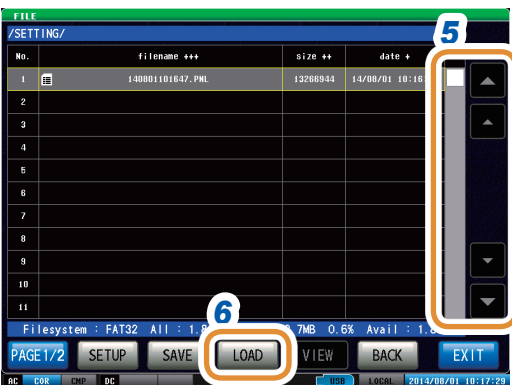 FILE
/SETTING/
5
No. filename +++ size ++ date +
1 140801101647.PNL 13266944 14/08/01 10:16
2
3
4
5
6
7
8
9
10
11
6
Filesystem : FAT32 All : 1.8 7MB 0.6% Avail : 1.8
PAGE1/2 SETUP SAVE LOAD VIEW BACK EXIT
AC COR CMP DC USB LOCAL 2014/08/01 10:17:29